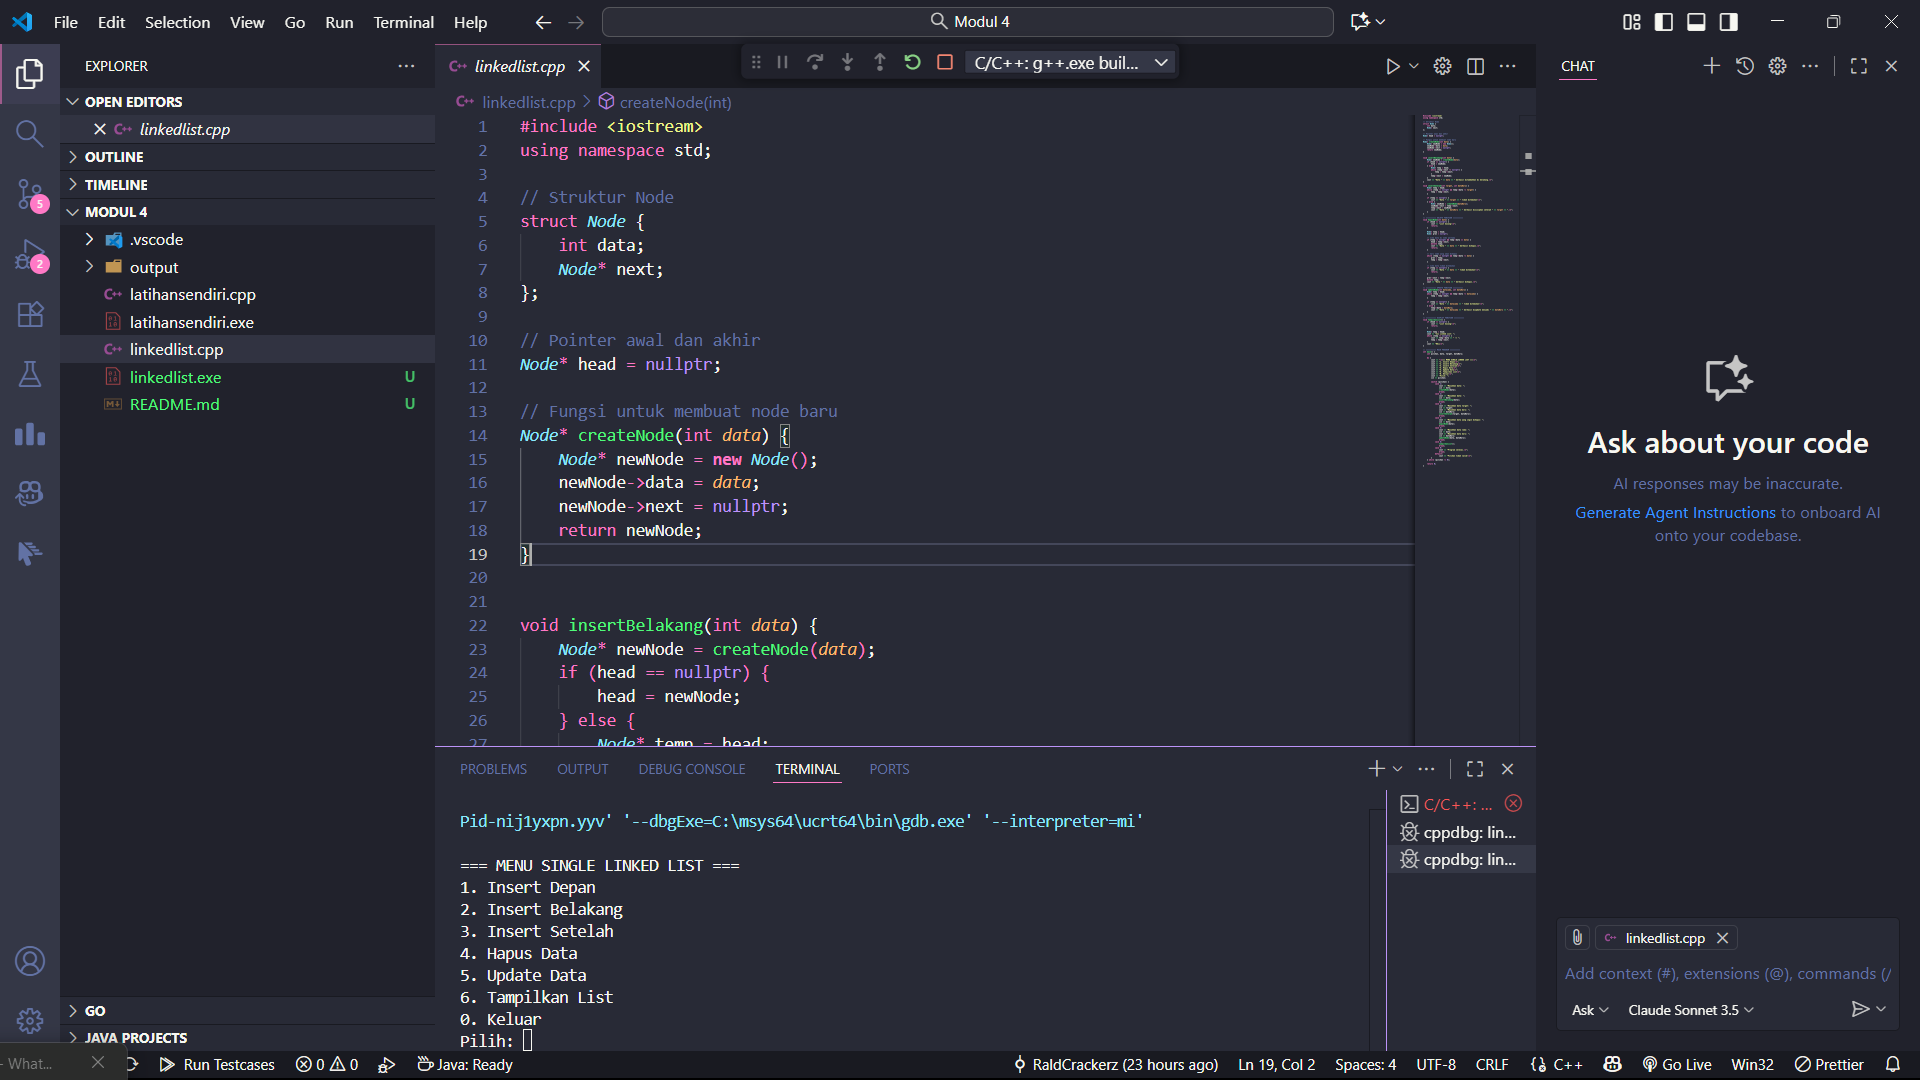 File Edit Selection View Go Run Terminal Help
Modul 4
EXPLORER
OPEN EDITORS
linkedlist.cpp
OUTLINE
TIMELINE
MODUL 4
.vscode
output
latihansendiri.cpp
latihansendiri.exe
linkedlist.cpp
linkedlist.exe U
README.md U
GO
JAVA PROJECTS
5
2
linkedlist.cpp
C/C++: g++.exe buil...
linkedlist.cpp > createNode(int)
1 #include <iostream>
2 using namespace std;
3
4 // Struktur Node
5 struct Node {
6 int data;
7 Node* next;
8 };
9
10 // Pointer awal dan akhir
11 Node* head = nullptr;
12
13 // Fungsi untuk membuat node baru
14 Node* createNode(int data) {
15 Node* newNode = new Node();
16 newNode->data = data;
17 newNode->next = nullptr;
18 return newNode;
19 }
20
21
22 void insertBelakang(int data) {
23 Node* newNode = createNode(data);
24 if (head == nullptr) {
25 head = newNode;
26 } else {
27 Node* temp = head;
PROBLEMS OUTPUT DEBUG CONSOLE TERMINAL PORTS
Pid-nij1yxpn.yyv' '--dbgExe=C:\msys64\ucrt64\bin\gdb.exe' '--interpreter=mi'
=== MENU SINGLE LINKED LIST ===
1. Insert Depan
2. Insert Belakang
3. Insert Setelah
4. Hapus Data
5. Update Data
6. Tampilkan List
0. Keluar
Pilih:
C/C++: ...
cppdbg: lin...
cppdbg: lin...
CHAT
Ask about your code
AI responses may be inaccurate.
Generate Agent Instructions to onboard AI
onto your codebase.
linkedlist.cpp
Add context (#), extensions (@), commands (/
Ask Claude Sonnet 3.5
What...
Run Testcases 0 0 Java: Ready RaldCrackerz (23 hours ago) Ln 19, Col 2 Spaces: 4 UTF-8 CRLF C++ Go Live Win32 Prettier